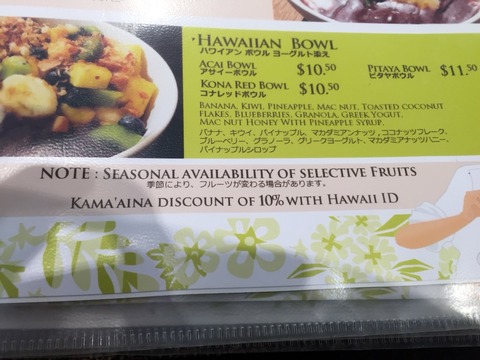 HAWAIIAN BOWL
ハワイアン ボウル ヨーグルト添え
AÇAI BOWL $10.50 PITAYA BOWL $11.50
アサイーボウル ピタヤボウル
KONA RED BOWL $10.50
コナレッドボウル
BANANA, KIWI, PINEAPPLE, MAC NUT, TOASTED COCONUT
FLAKES, BLUEBERRIES, GRANOLA, GREEK YOGUT,
MAC NUT HONEY WITH PINEAPPLE SYRUP.
バナナ、キウイ、パイナップル、マカダミアンナッツ、ココナッツフレーク、
ブルーベリー、グラノーラ、グリークヨーグルト、マカダミアナッツハニー、
パイナップルシロップ
NOTE : SEASONAL AVAILABILITY OF SELECTIVE FRUITS
季節により、フルーツが変わる場合があります。
KAMA'AINA DISCOUNT OF 10% WITH HAWAII ID